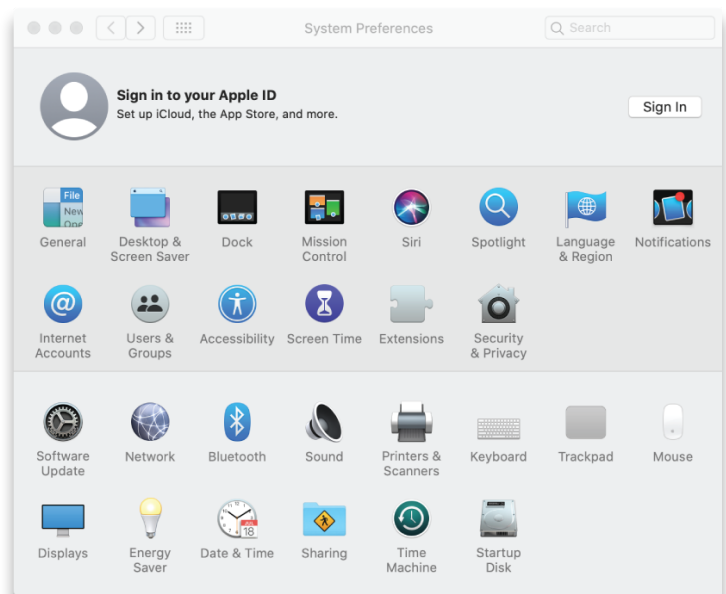 System Preferences
Search
Sign in to your Apple ID
Set up iCloud, the App Store, and more.
Sign In
File
New
Ope
General
Desktop &
Screen Saver
Dock
Mission
Control
Siri
Spotlight
Language
& Region
Notifications
@
Internet
Accounts
Users &
Groups
Accessibility
Screen Time
Extensions
Security
& Privacy
Software
Update
Network
Bluetooth
Sound
Printers &
Scanners
Keyboard
Trackpad
Mouse
Displays
Energy
Saver
18
Date & Time
Sharing
Time
Machine
Startup
Disk